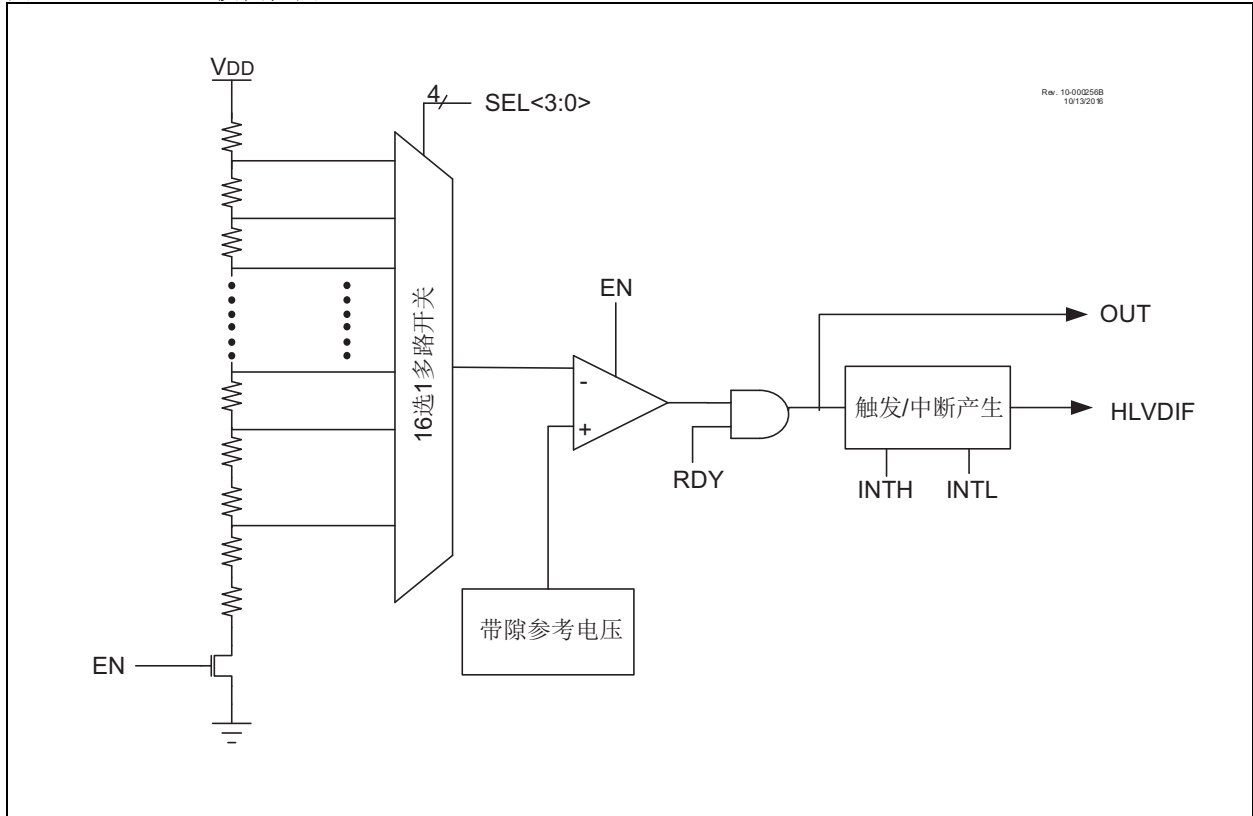 VDD
4
SEL<3:0>
Rev. 10-000256B
10/13/2016
16选1多路开关
EN
-
+
RDY
OUT
触发/中断产生
HLVDIF
INTH
INTL
带隙参考电压
EN